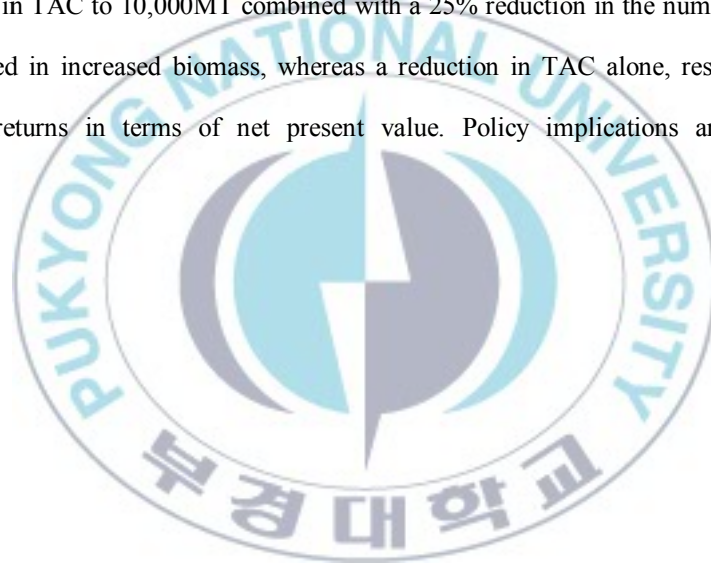 in TAC to 10,000MT combined with a 25% reduction in the num
ed in increased biomass, whereas a reduction in TAC alone, res
returns in terms of net present value. Policy implications a
PUKYONG NATIONAL UNIVERSITY
부경대학교